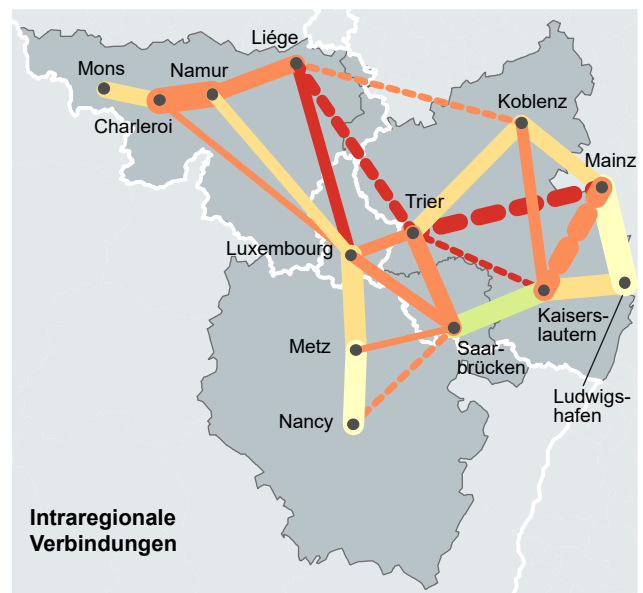 Liége
Mons
Namur
Charleroi
Koblenz
Mainz
Trier
Luxembourg
Kaisers-
lautern
Metz
Saar-
brücken
Ludwigs-
hafen
Nancy
Intraregionale
Verbindungen